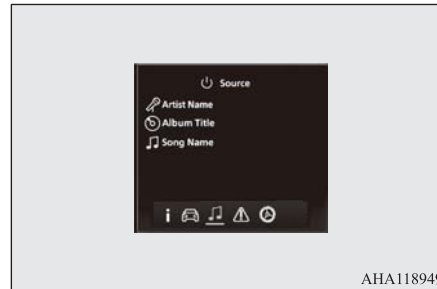 Source
Artist Name
Album Title
Song Name
i
AHA118949